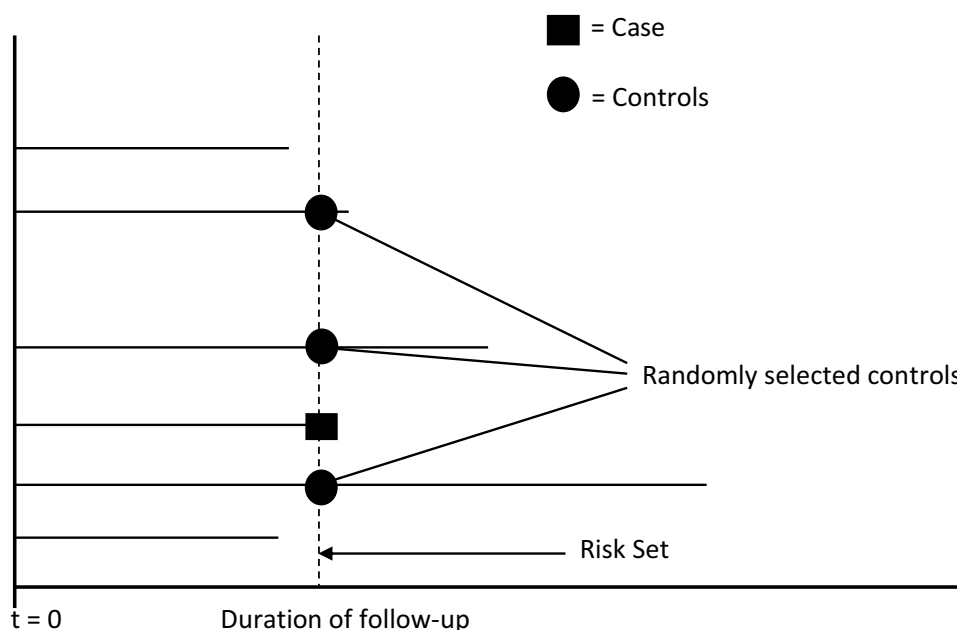 = Case
= Controls
Randomly selected controls
Risk Set
t = 0
Duration of follow-up